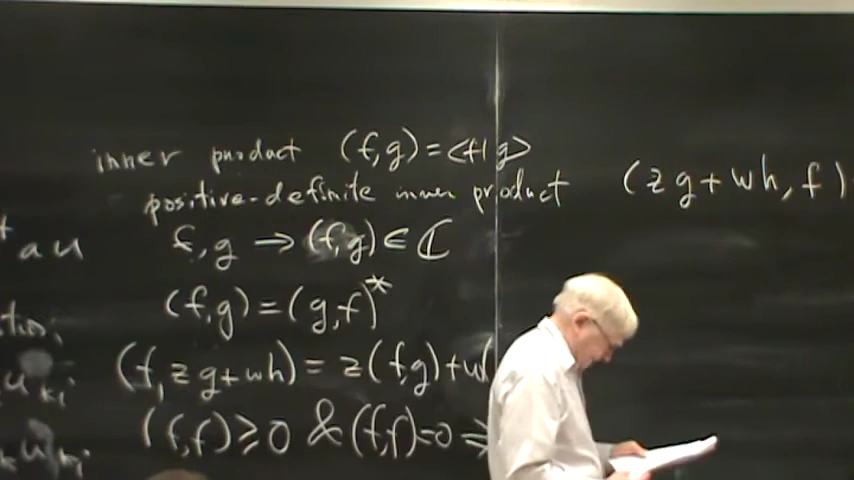 inner product (f,g) = <f|g>
positive-definite inner product
f, g → (f,g) ∈ ℂ
(f,g) = (g,f)*
(f, zg+wh) = z(f,g) + w(
(f,f) ≥ 0 & (f,f) = 0 ⇒
(zg + wh, f) =
a u